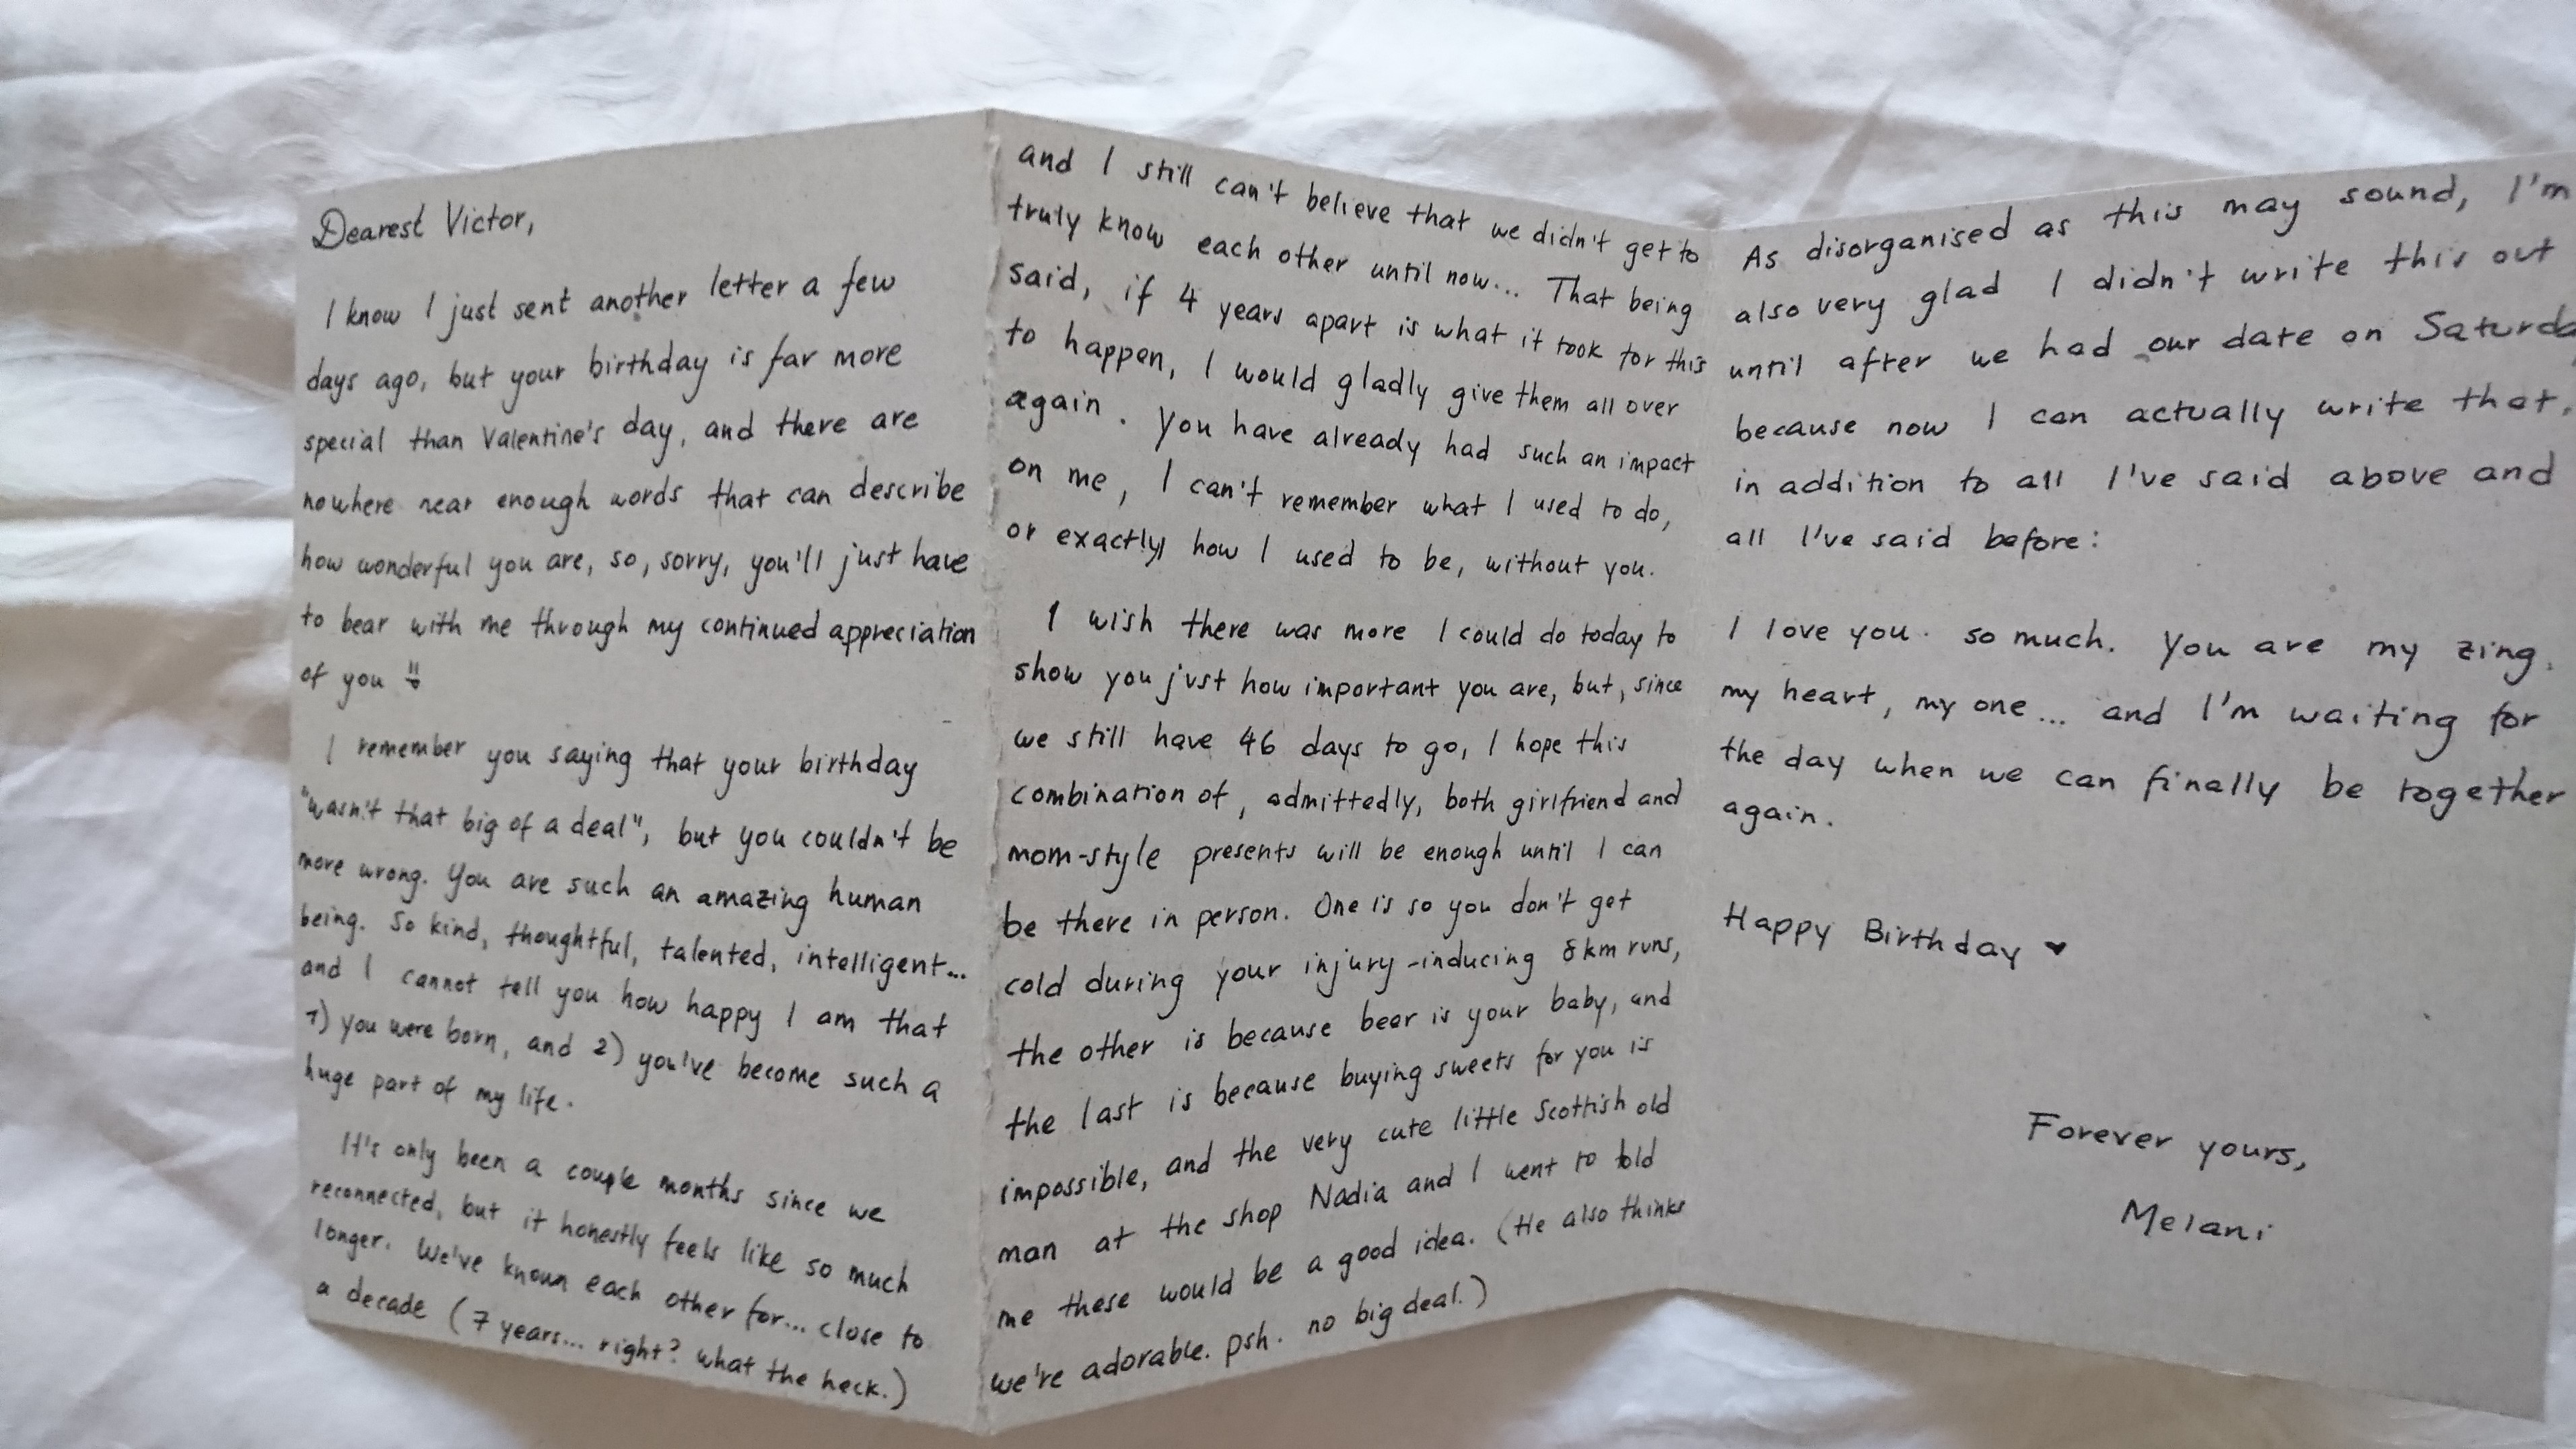 Dearest Victor,
I know I just sent another letter a few
days ago, but your birthday is far more
special than Valentine's day, and there are
nowhere near enough words that can describe
how wonderful you are, so, sorry, you'll just have
to bear with me through my continued appreciation
of you
I remember you saying that your birthday
"wasn't that big of a deal", but you couldn't be
more wrong. You are such an amazing human
being. So kind, thoughtful, talented, intelligent...
and I cannot tell you how happy I am that
1) you were born, and 2) you've become such a
huge part of my life.
It's only been a couple months since we
reconnected, but it honestly feels like so much
longer. We've known each other for... close to
a decade (7 years... right? what the heck.)
and I still can't believe that we didn't get to
truly know each other until now... That being
said, if 4 years apart is what it took for this
to happen, I would gladly give them all over
again. You have already had such an impact
on me, I can't remember what I used to do,
or exactly how I used to be, without you.
I wish there was more I could do today to
show you just how important you are, but, since
we still have 46 days to go, I hope this
combination of, admittedly, both girlfriend and
mom-style presents will be enough until I can
be there in person. One is so you don't get
cold during your injury-inducing 8km runs,
the other is because bear is your baby, and
the last is because buying sweets for you is
impossible, and the very cute little Scottish old
man at the shop Nadia and I went to told
me these would be a good idea. (He also thinks
we're adorable. psh. no big deal.)
As disorganised as this may sound, I'm
also very glad I didn't write this out
until after we had our date on Saturda
because now I can actually write that,
in addition to all I've said above and
all I've said before:
I love you. so much. You are my zing,
my heart, my one... and I'm waiting for
the day when we can finally be together
again.
Happy Birthday ♥
Forever yours,
Melani